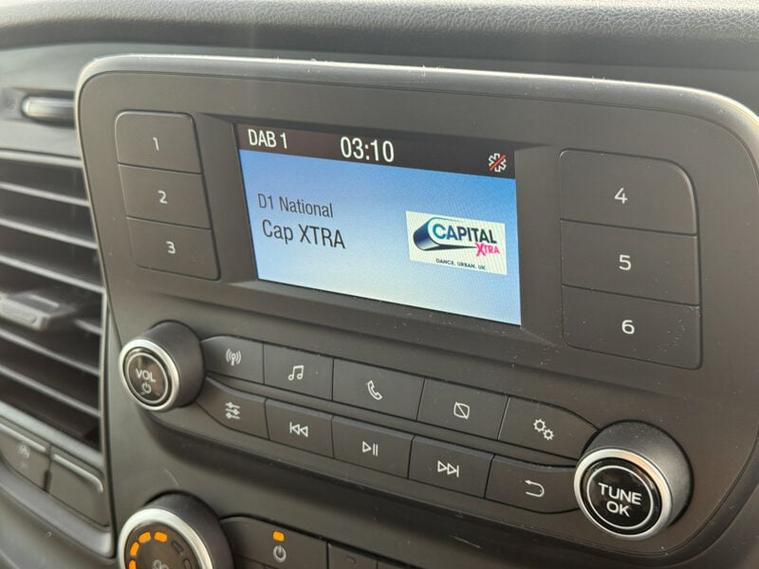 DAB 1 03:10
D1 National
Cap XTRA
CAPITAL
XTRA
DANCE. URBAN. UK
1
2
3
4
5
6
VOL
TUNE
OK